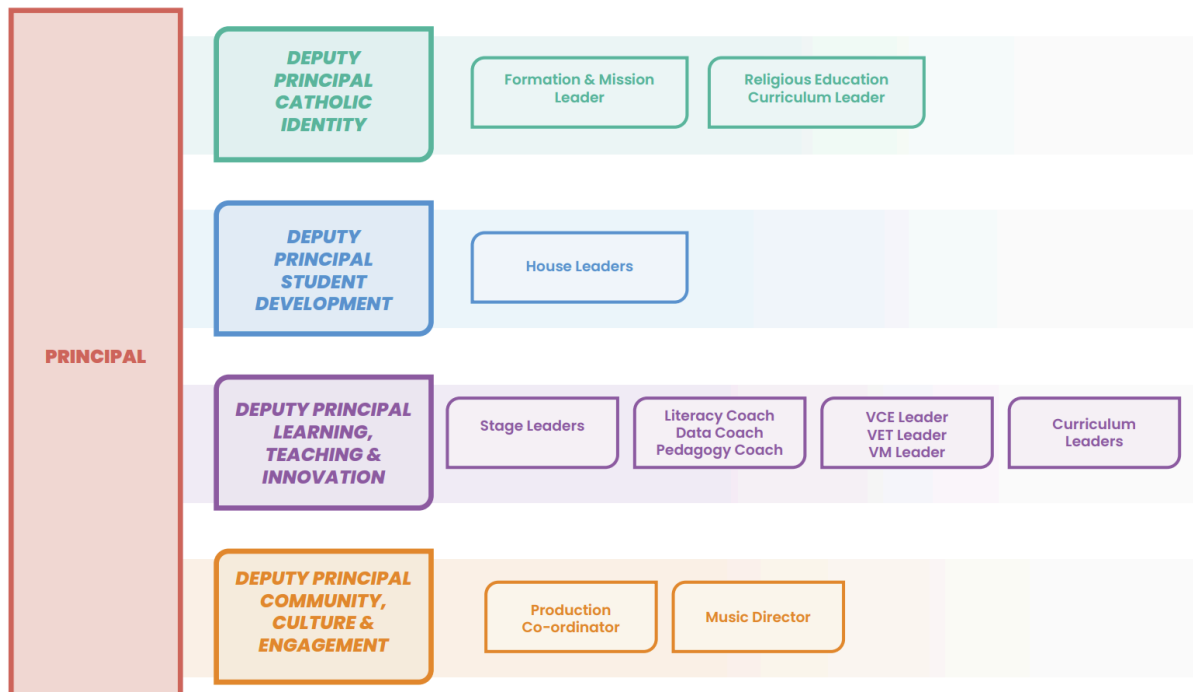 PRINCIPAL
DEPUTY
PRINCIPAL
CATHOLIC
IDENTITY
Formation & Mission
Leader
Religious Education
Curriculum Leader
DEPUTY
PRINCIPAL
STUDENT
DEVELOPMENT
House Leaders
DEPUTY PRINCIPAL
LEARNING,
TEACHING &
INNOVATION
Stage Leaders
Literacy Coach
Data Coach
Pedagogy Coach
VCE Leader
VET Leader
VM Leader
Curriculum
Leaders
DEPUTY PRINCIPAL
COMMUNITY,
CULTURE &
ENGAGEMENT
Production
Co-ordinator
Music Director